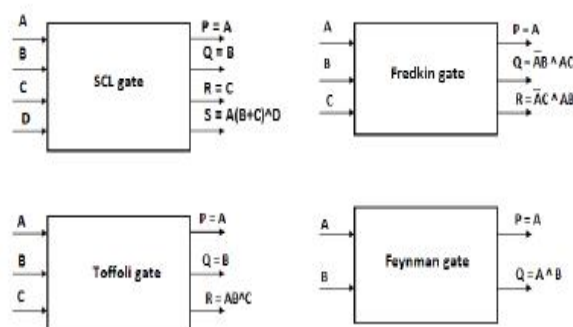 A
B
C
D
SCL gate
P = A
Q = B
R = C
S = A(B+C)^D
A
B
C
Fredkin gate
P = A
Q = A̅B ^ AC
R = A̅C ^ AB
A
B
C
Toffoli gate
P = A
Q = B
R = AB^C
A
B
Feynman gate
P = A
Q = A ^ B